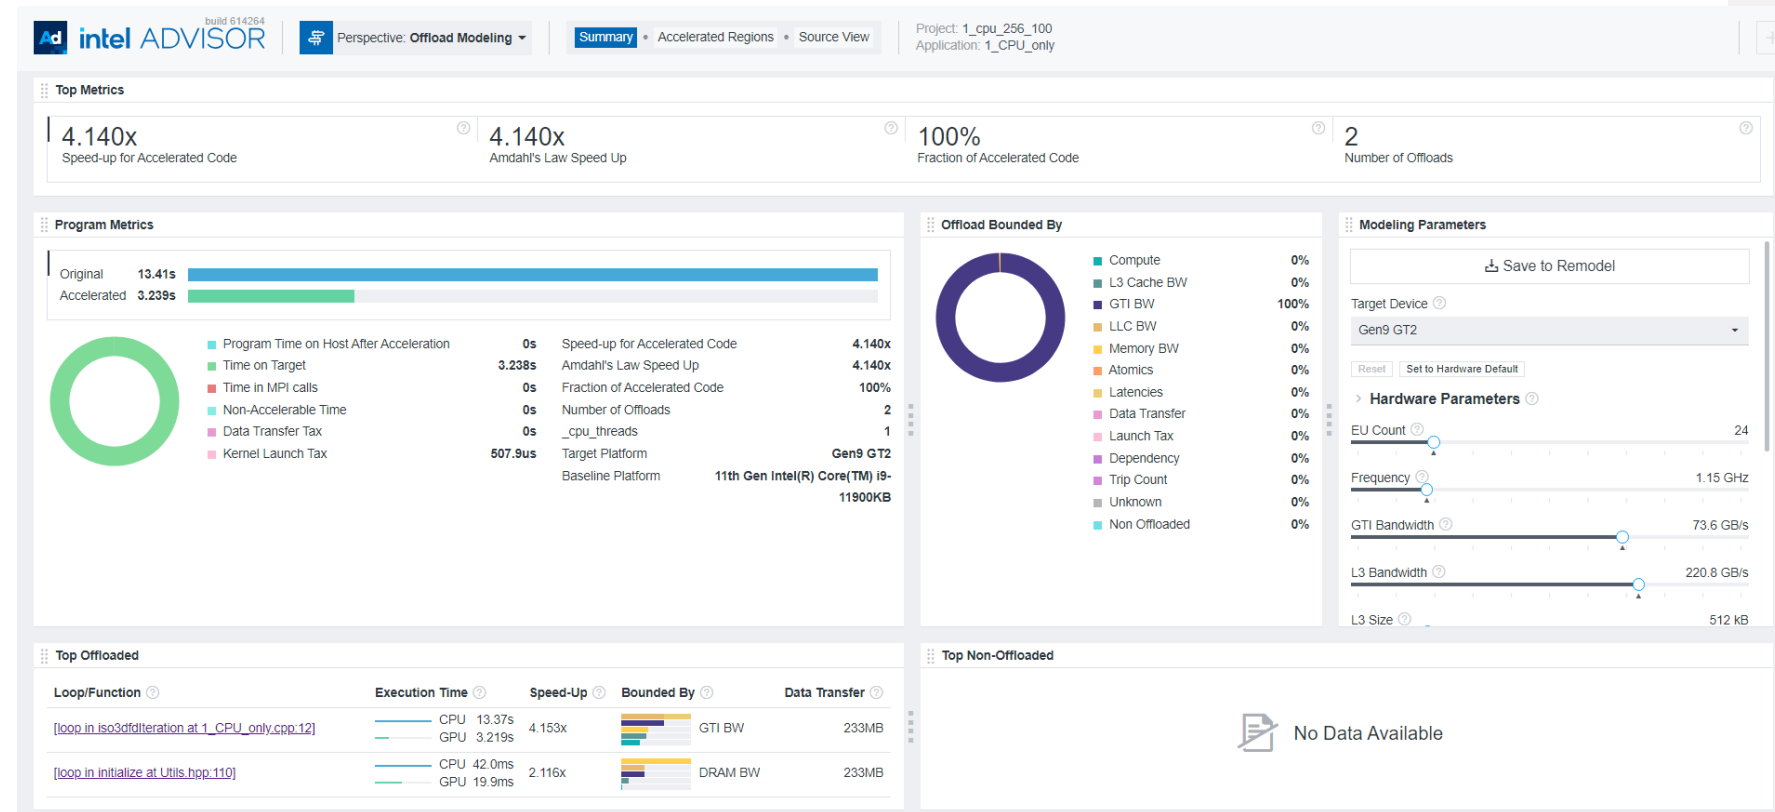 build 614264
Ad intel ADVISOR
Perspective: Offload Modeling
Summary • Accelerated Regions • Source View
Project: 1_cpu_256_100
Application: 1_CPU_only
Top Metrics
4.140x
Speed-up for Accelerated Code
4.140x
Amdahl's Law Speed Up
100%
Fraction of Accelerated Code
2
Number of Offloads
Program Metrics
Original 13.41s
Accelerated 3.239s
Program Time on Host After Acceleration 0s
Time on Target 3.238s
Time in MPI calls 0s
Non-Accelerable Time 0s
Data Transfer Tax 0s
Kernel Launch Tax 507.9us
Speed-up for Accelerated Code 4.140x
Amdahl's Law Speed Up 4.140x
Fraction of Accelerated Code 100%
Number of Offloads 2
_cpu_threads 1
Target Platform Gen9 GT2
Baseline Platform 11th Gen Intel(R) Core(TM) i9-
11900KB
Offload Bounded By
Compute 0%
L3 Cache BW 0%
GTI BW 100%
LLC BW 0%
Memory BW 0%
Atomics 0%
Latencies 0%
Data Transfer 0%
Launch Tax 0%
Dependency 0%
Trip Count 0%
Unknown 0%
Non Offloaded 0%
Modeling Parameters
Save to Remodel
Target Device
Gen9 GT2
Reset Set to Hardware Default
Hardware Parameters
EU Count 24
Frequency 1.15 GHz
GTI Bandwidth 73.6 GB/s
L3 Bandwidth 220.8 GB/s
L3 Size 512 kB
Top Offloaded
Loop/Function Execution Time Speed-Up Bounded By Data Transfer
[loop in iso3dfdIteration at 1_CPU_only.cpp:12] CPU 13.37s GPU 3.219s 4.153x GTI BW 233MB
[loop in initialize at Utils.hpp:110] CPU 42.0ms GPU 19.9ms 2.116x DRAM BW 233MB
Top Non-Offloaded
No Data Available